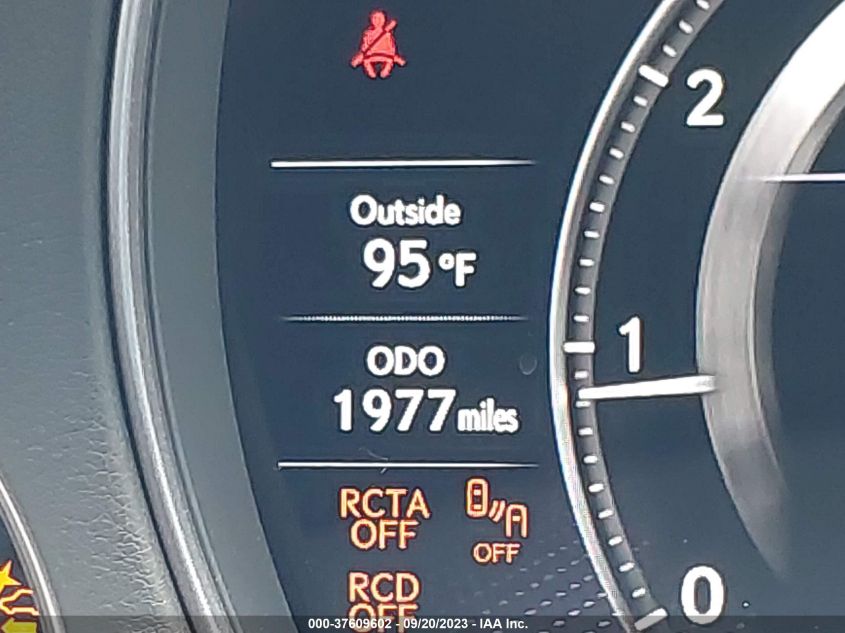 2
Outside
95 °F
1
ODO
1977 miles
RCTA
OFF
OFF
RCD
OFF
0
000-37609602 - 09/20/2023 - IAA Inc.